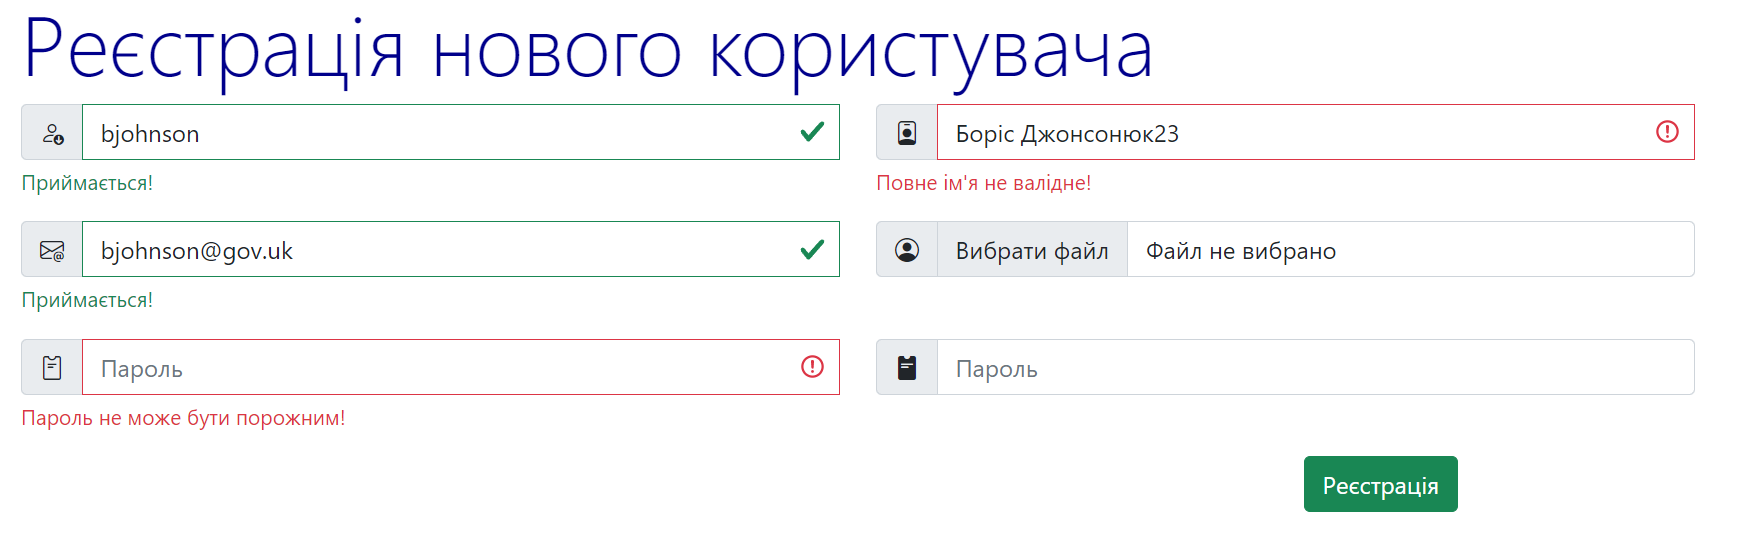 Реєстрація нового користувача
bjohnson
Боріс Джонсонюк23
Приймається!
Повне ім'я не валідне!
bjohnson@gov.uk
Вибрати файл Файл не вибрано
Приймається!
Пароль
Пароль
Пароль не може бути порожним!
Реєстрація